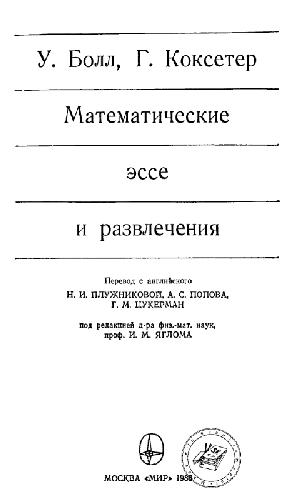 У. Болл, Г. Коксетер
Математические
эссе
и развлечения
Перевод с английского
Н. И. ПЛУЖНИКОВОЙ, А. С. ПОПОВА,
Г. М. ЦУКЕРМАН
под редакцией д-ра физ.-мат. наук,
проф. И. М. ЯГЛОМА
МОСКВА «МИР» 1986